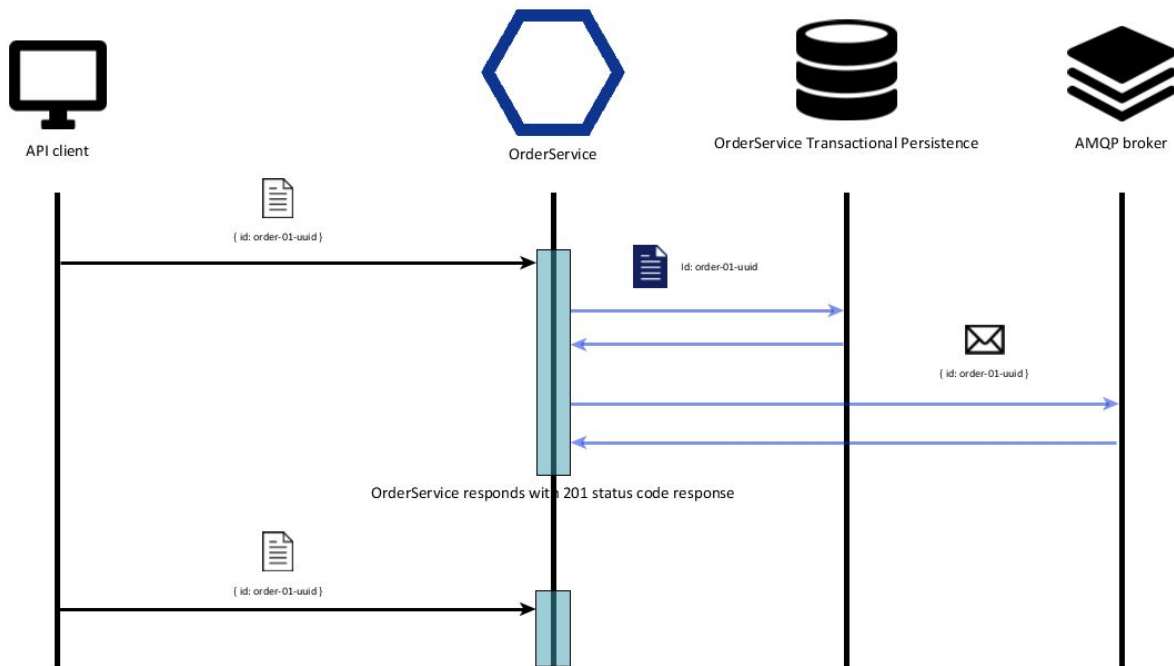 API client
OrderService
OrderService Transactional Persistence
AMQP broker
{ id: order-01-uuid }
Id: order-01-uuid
{ id: order-01-uuid }
OrderService responds with 201 status code response
{ id: order-01-uuid }